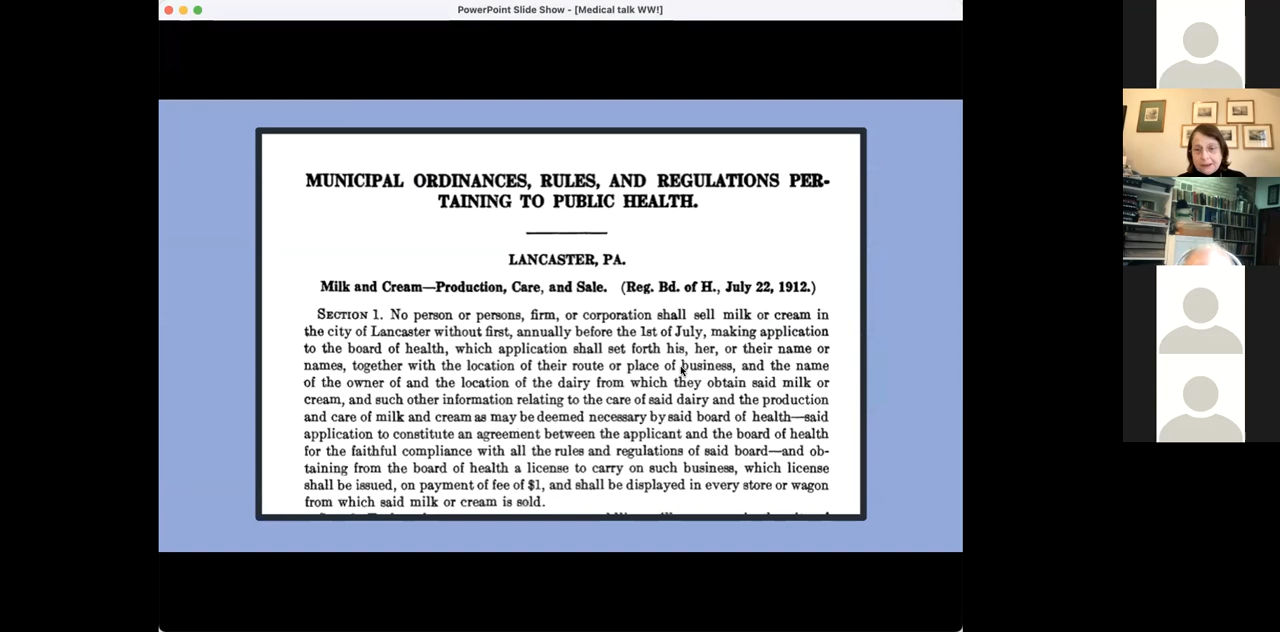 PowerPoint Slide Show - [Medical talk WW!]
MUNICIPAL ORDINANCES, RULES, AND REGULATIONS PER-
TAINING TO PUBLIC HEALTH.
LANCASTER, PA.
Milk and Cream—Production, Care, and Sale. (Reg. Bd. of H., July 22, 1912.)
SECTION 1. No person or persons, firm, or corporation shall sell milk or cream in
the city of Lancaster without first, annually before the 1st of July, making application
to the board of health, which application shall set forth his, her, or their name or
names, together with the location of their route or place of business, and the name
of the owner of and the location of the dairy from which they obtain said milk or
cream, and such other information relating to the care of said dairy and the production
and care of milk and cream as may be deemed necessary by said board of health—said
application to constitute an agreement between the applicant and the board of health
for the faithful compliance with all the rules and regulations of said board—and ob-
taining from the board of health a license to carry on such business, which license
shall be issued, on payment of fee of $1, and shall be displayed in every store or wagon
from which said milk or cream is sold.